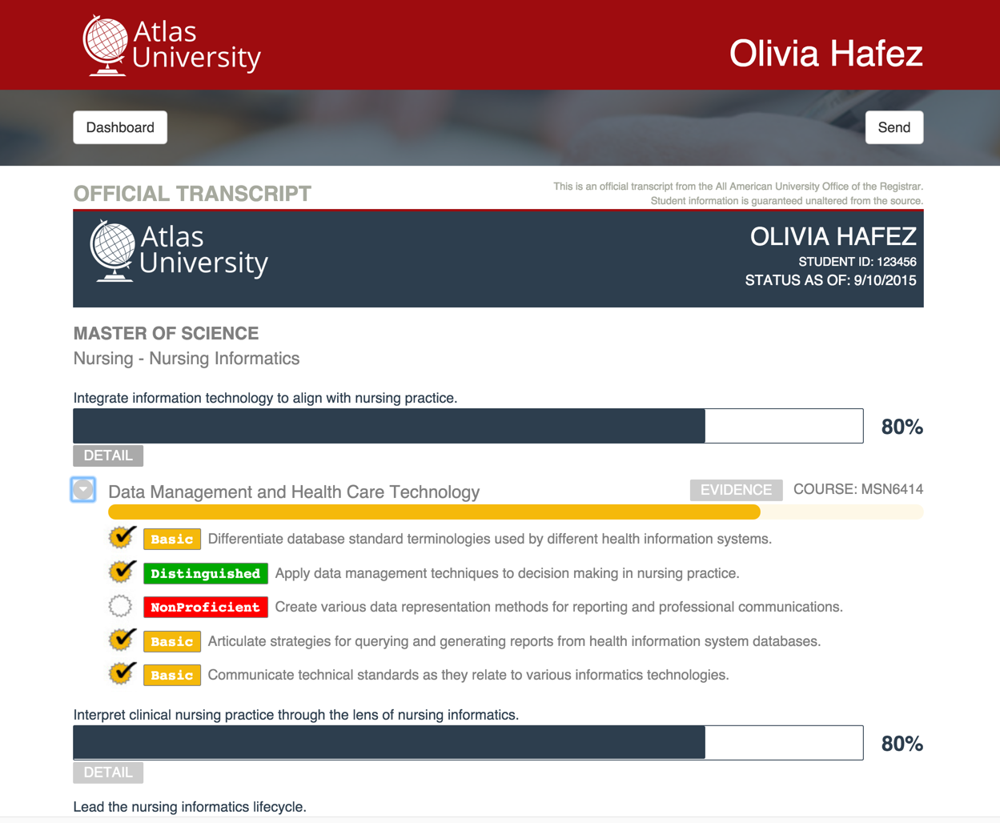 Atlas
University
Olivia Hafez
Dashboard
Send
OFFICIAL TRANSCRIPT
This is an official transcript from the All American University Office of the Registrar.
Student information is guaranteed unaltered from the source.
Atlas
University
OLIVIA HAFEZ
STUDENT ID: 123456
STATUS AS OF: 9/10/2015
MASTER OF SCIENCE
Nursing - Nursing Informatics
Integrate information technology to align with nursing practice.
80%
DETAIL
Data Management and Health Care Technology EVIDENCE COURSE: MSN6414
Basic Differentiate database standard terminologies used by different health information systems.
Distinguished Apply data management techniques to decision making in nursing practice.
NonProficient Create various data representation methods for reporting and professional communications.
Basic Articulate strategies for querying and generating reports from health information system databases.
Basic Communicate technical standards as they relate to various informatics technologies.
Interpret clinical nursing practice through the lens of nursing informatics.
80%
DETAIL
Lead the nursing informatics lifecycle.